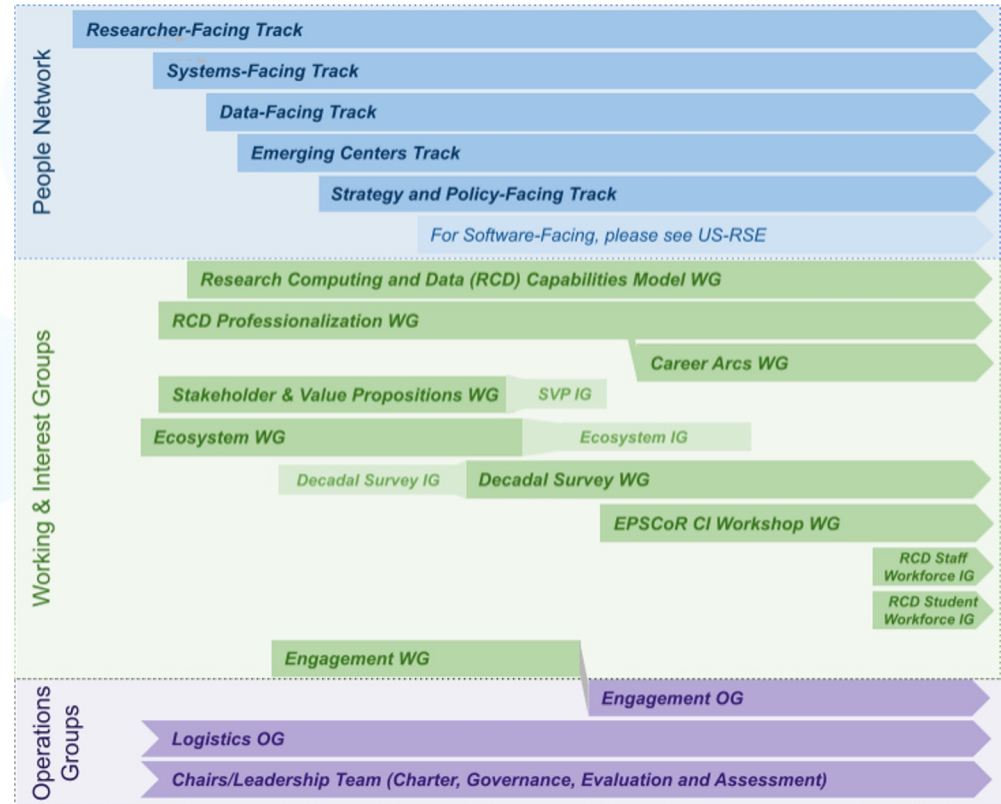 People Network
Researcher-Facing Track
Systems-Facing Track
Data-Facing Track
Emerging Centers Track
Strategy and Policy-Facing Track
For Software-Facing, please see US-RSE
Working & Interest Groups
Research Computing and Data (RCD) Capabilities Model WG
RCD Professionalization WG
Career Arcs WG
Stakeholder & Value Propositions WG
SVP IG
Ecosystem WG
Ecosystem IG
Decadal Survey IG
Decadal Survey WG
EPSCoR CI Workshop WG
RCD Staff
Workforce IG
RCD Student
Workforce IG
Engagement WG
Operations
Groups
Engagement OG
Logistics OG
Chairs/Leadership Team (Charter, Governance, Evaluation and Assessment)